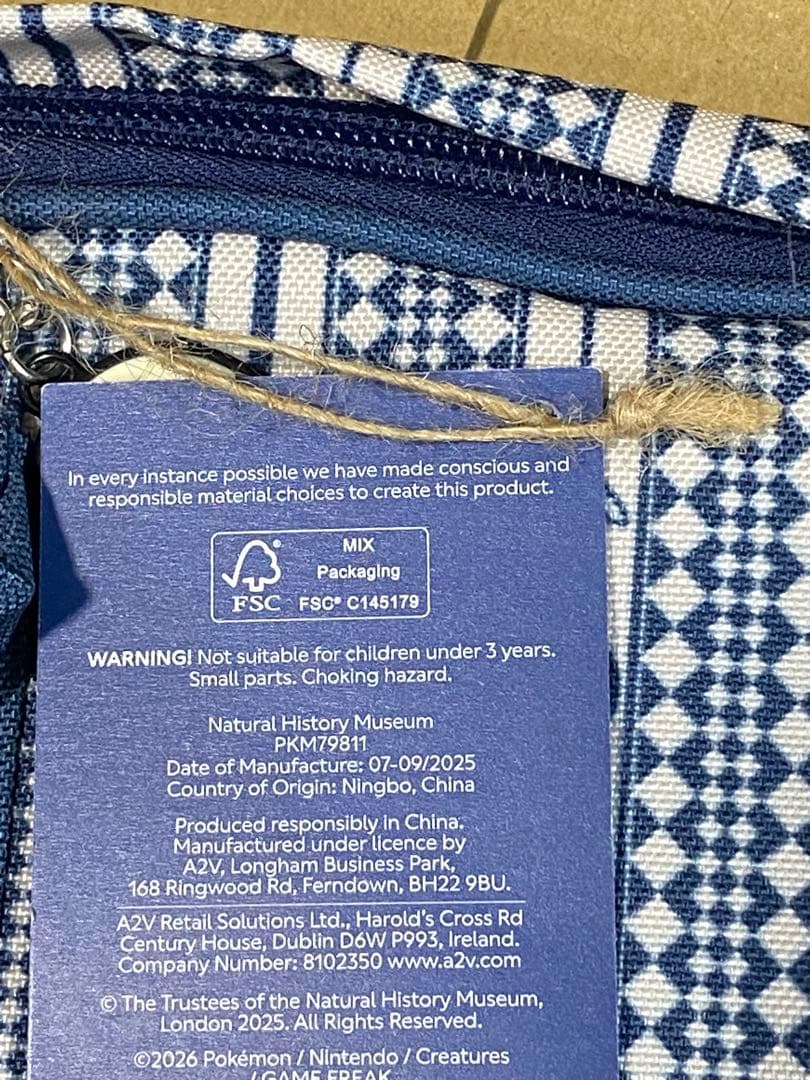 In every instance possible we have made conscious and
responsible material choices to create this product.
MIX
Packaging
FSC® FSC® C145179
WARNING! Not suitable for children under 3 years.
Small parts. Choking hazard.
Natural History Museum
PKM79811
Date of Manufacture: 07-09/2025
Country of Origin: Ningbo, China
Produced responsibly in China.
Manufactured under licence by
A2V, Longham Business Park,
168 Ringwood Rd, Ferndown, BH22 9BU.
A2V Retail Solutions Ltd., Harold's Cross Rd
Century House, Dublin D6W P993, Ireland.
Company Number: 8102350 www.a2v.com
© The Trustees of the Natural History Museum,
London 2025. All Rights Reserved.
©2026 Pokémon / Nintendo / Creatures
/ GAME FREAK